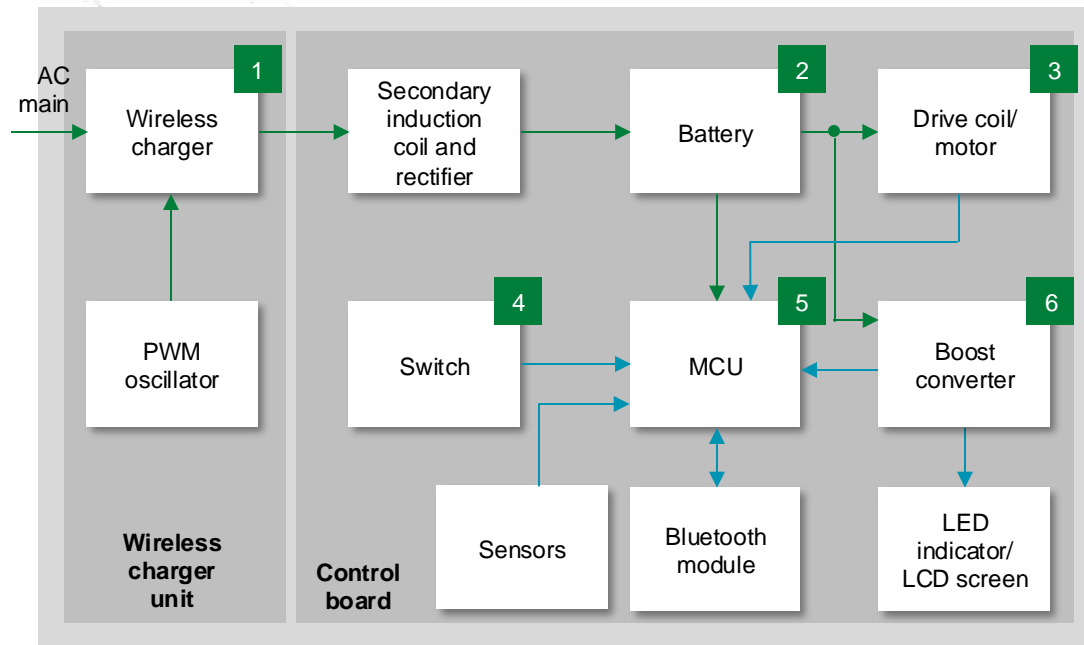 AC
main
1
Wireless
charger
Secondary
induction
coil and
rectifier
2
Battery
3
Drive coil/
motor
PWM
oscillator
4
Switch
5
MCU
6
Boost
converter
Wireless
charger
unit
Control
board
Sensors
Bluetooth
module
LED
indicator/
LCD screen